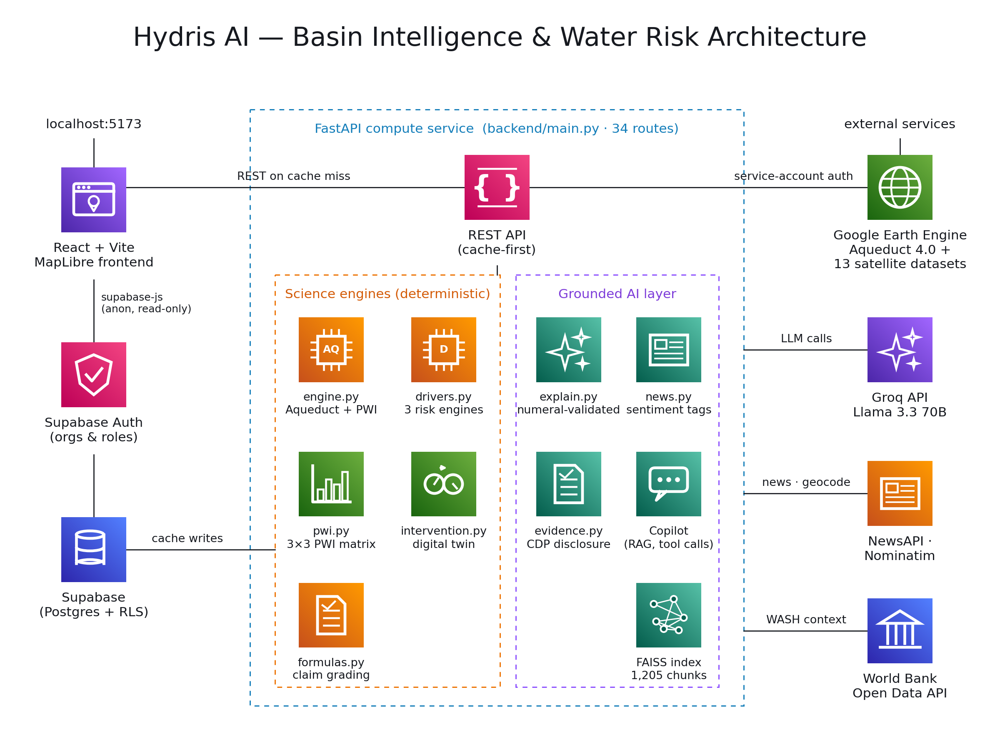 Hydris AI — Basin Intelligence & Water Risk Architecture
localhost:5173
React + Vite
MapLibre frontend
supabase-js
(anon, read-only)
Supabase Auth
(orgs & roles)
Supabase
(Postgres + RLS)
REST on cache miss
cache writes
FastAPI compute service (backend/main.py · 34 routes)
{ }
REST API
(cache-first)
Science engines (deterministic)
AQ
engine.py
Aqueduct + PWI
D
drivers.py
3 risk engines
pwi.py
3×3 PWI matrix
intervention.py
digital twin
formulas.py
claim grading
Grounded AI layer
explain.py
numeral-validated
news.py
sentiment tags
evidence.py
CDP disclosure
Copilot
(RAG, tool calls)
FAISS index
1,205 chunks
service-account auth
LLM calls
news · geocode
WASH context
external services
Google Earth Engine
Aqueduct 4.0 +
13 satellite datasets
Groq API
Llama 3.3 70B
NewsAPI ·
Nominatim
World Bank
Open Data API